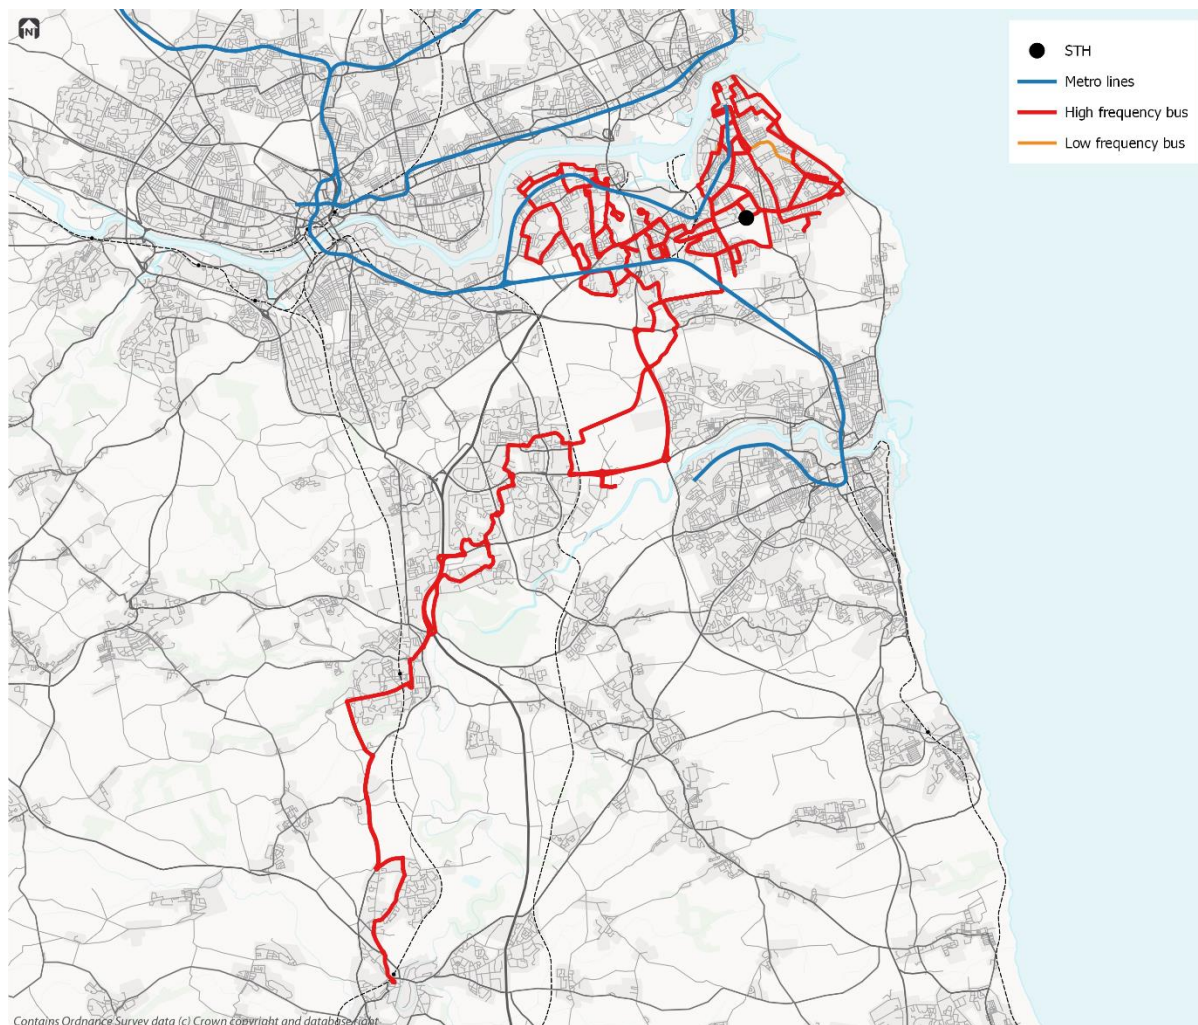 N
STH
Metro lines
High frequency bus
Low frequency bus
Contains Ordnance Survey data (c) Crown copyright and database right